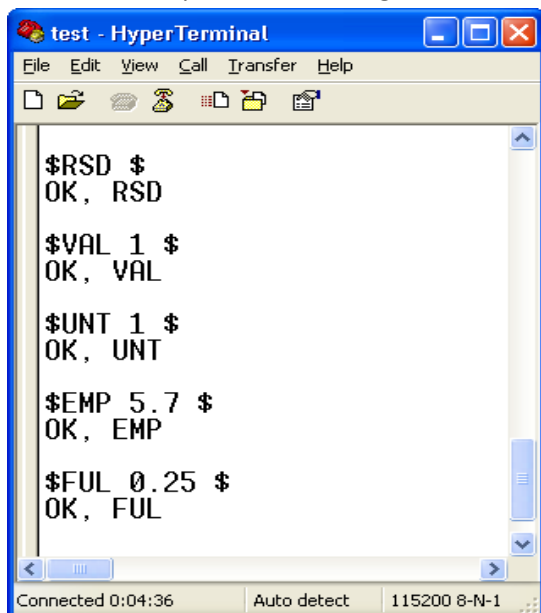 test - HyperTerminal
File Edit View Call Transfer Help
$RSD $
OK, RSD
$VAL 1 $
OK, VAL
$UNT 1 $
OK, UNT
$EMP 5.7 $
OK, EMP
$FUL 0.25 $
OK, FUL
Connected 0:04:36 Auto detect 115200 8-N-1